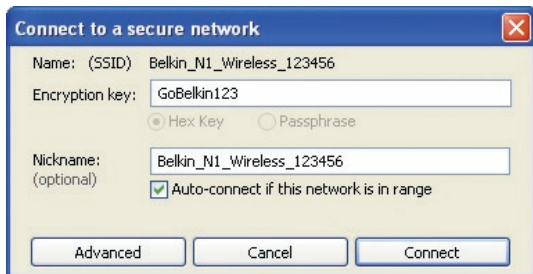 Connect to a secure network
Name: (SSID) Belkin_N1_Wireless_123456
Encryption key: GoBelkin123
Hex Key Passphrase
Nickname: Belkin_N1_Wireless_123456
(optional)
Auto-connect if this network is in range
Advanced Cancel Connect